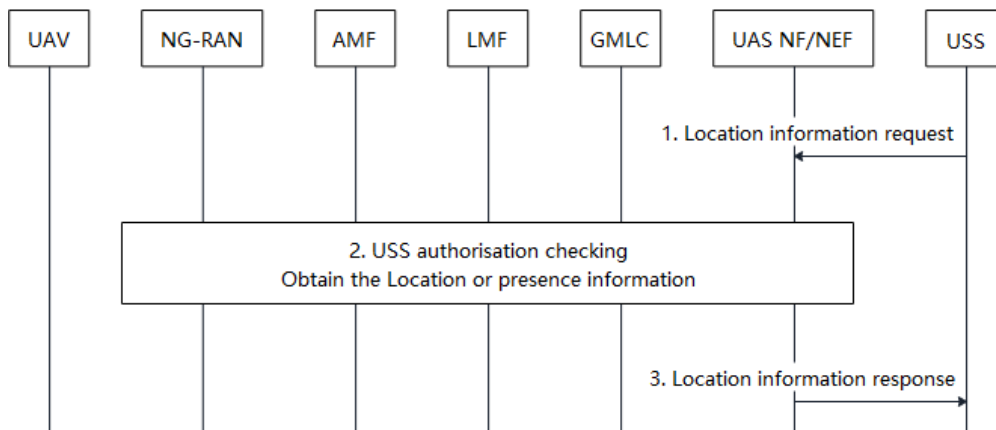 UAV
NG-RAN
AMF
LMF
GMLC
UAS NF/NEF
USS
1. Location information request
2. USS authorisation checking
Obtain the Location or presence information
3. Location information response